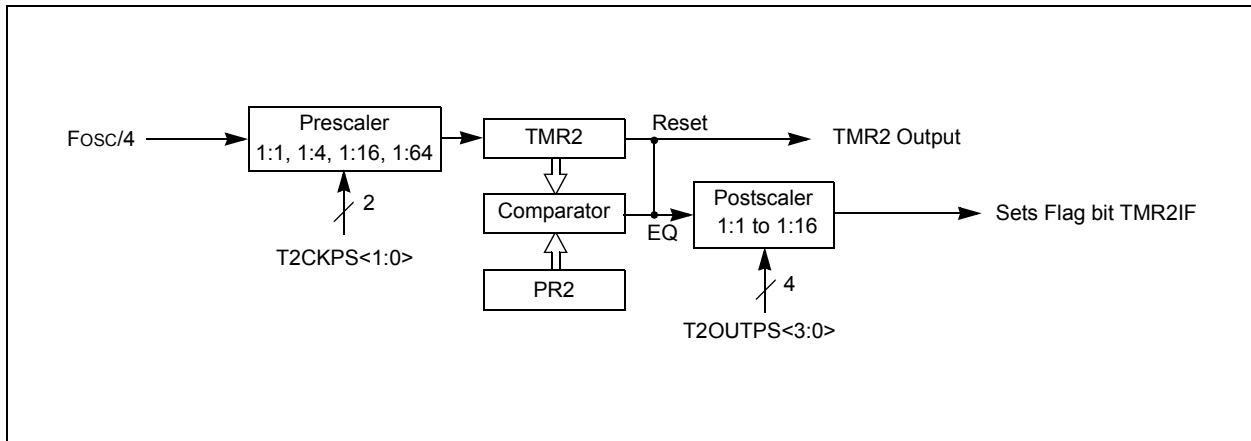 FOSC/4
Prescaler
1:1, 1:4, 1:16, 1:64
2
T2CKPS<1:0>
TMR2
Reset
TMR2 Output
Comparator
EQ
PR2
Postscaler
1:1 to 1:16
4
T2OUTPS<3:0>
Sets Flag bit TMR2IF